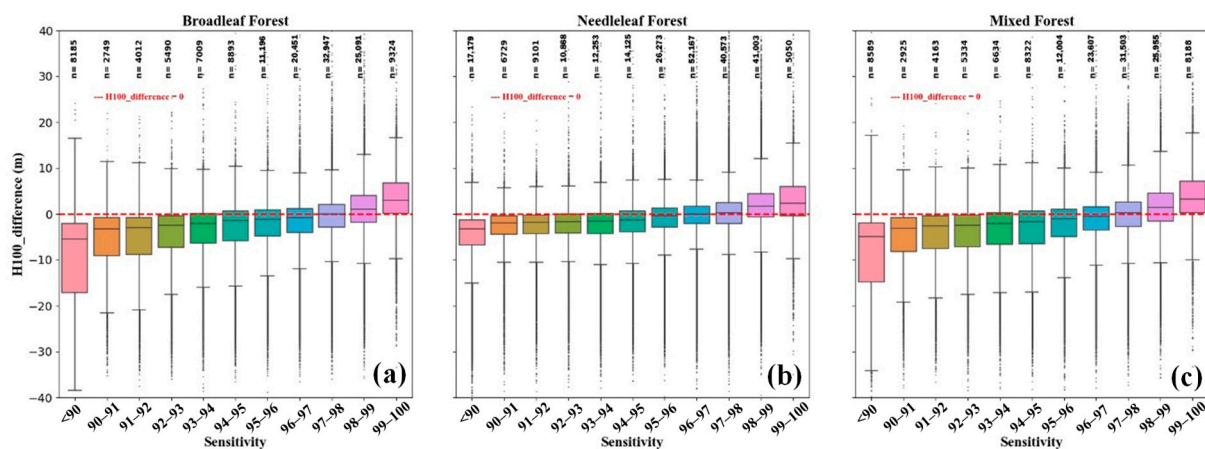 Broadleaf Forest
H100_difference (m)
40
30
20
10
0
−10
−20
−30
−40
n= 8185
n= 2749
n= 4012
n= 5490
n= 7009
n= 8893
n= 11,196
n= 20,451
n= 32,947
n= 25,091
n= 9324
--- H100_difference = 0
(a)
<90
90–91
91–92
92–93
93–94
94–95
95–96
96–97
97–98
98–99
99–100
Sensitivity
Needleleaf Forest
n= 17,179
n= 6729
n= 9101
n= 10,868
n= 12,253
n= 14,125
n= 26,273
n= 52,167
n= 40,573
n= 41,003
n= 5050
--- H100_difference = 0
(b)
<90
90–91
91–92
92–93
93–94
94–95
95–96
96–97
97–98
98–99
99–100
Sensitivity
Mixed Forest
n= 8589
n= 2925
n= 4163
n= 5334
n= 6634
n= 8322
n= 12,004
n= 23,607
n= 31,503
n= 25,955
n= 8188
--- H100_difference = 0
(c)
<90
90–91
91–92
92–93
93–94
94–95
95–96
96–97
97–98
98–99
99–100
Sensitivity